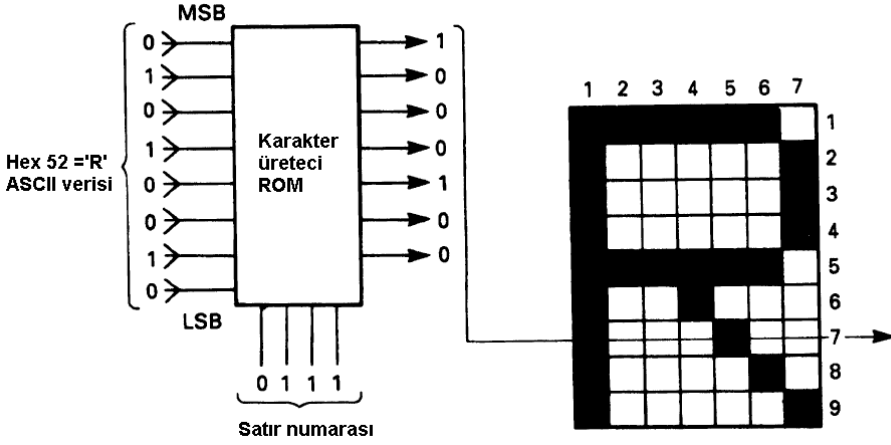 MSB
0
1
0
1
0
0
1
0
LSB
Hex 52 ='R'
ASCII verisi
Karakter
üreteci
ROM
1
0
0
0
1
0
0
0 1 1 1
Satır numarası
1 2 3 4 5 6 7
1
2
3
4
5
6
7
8
9